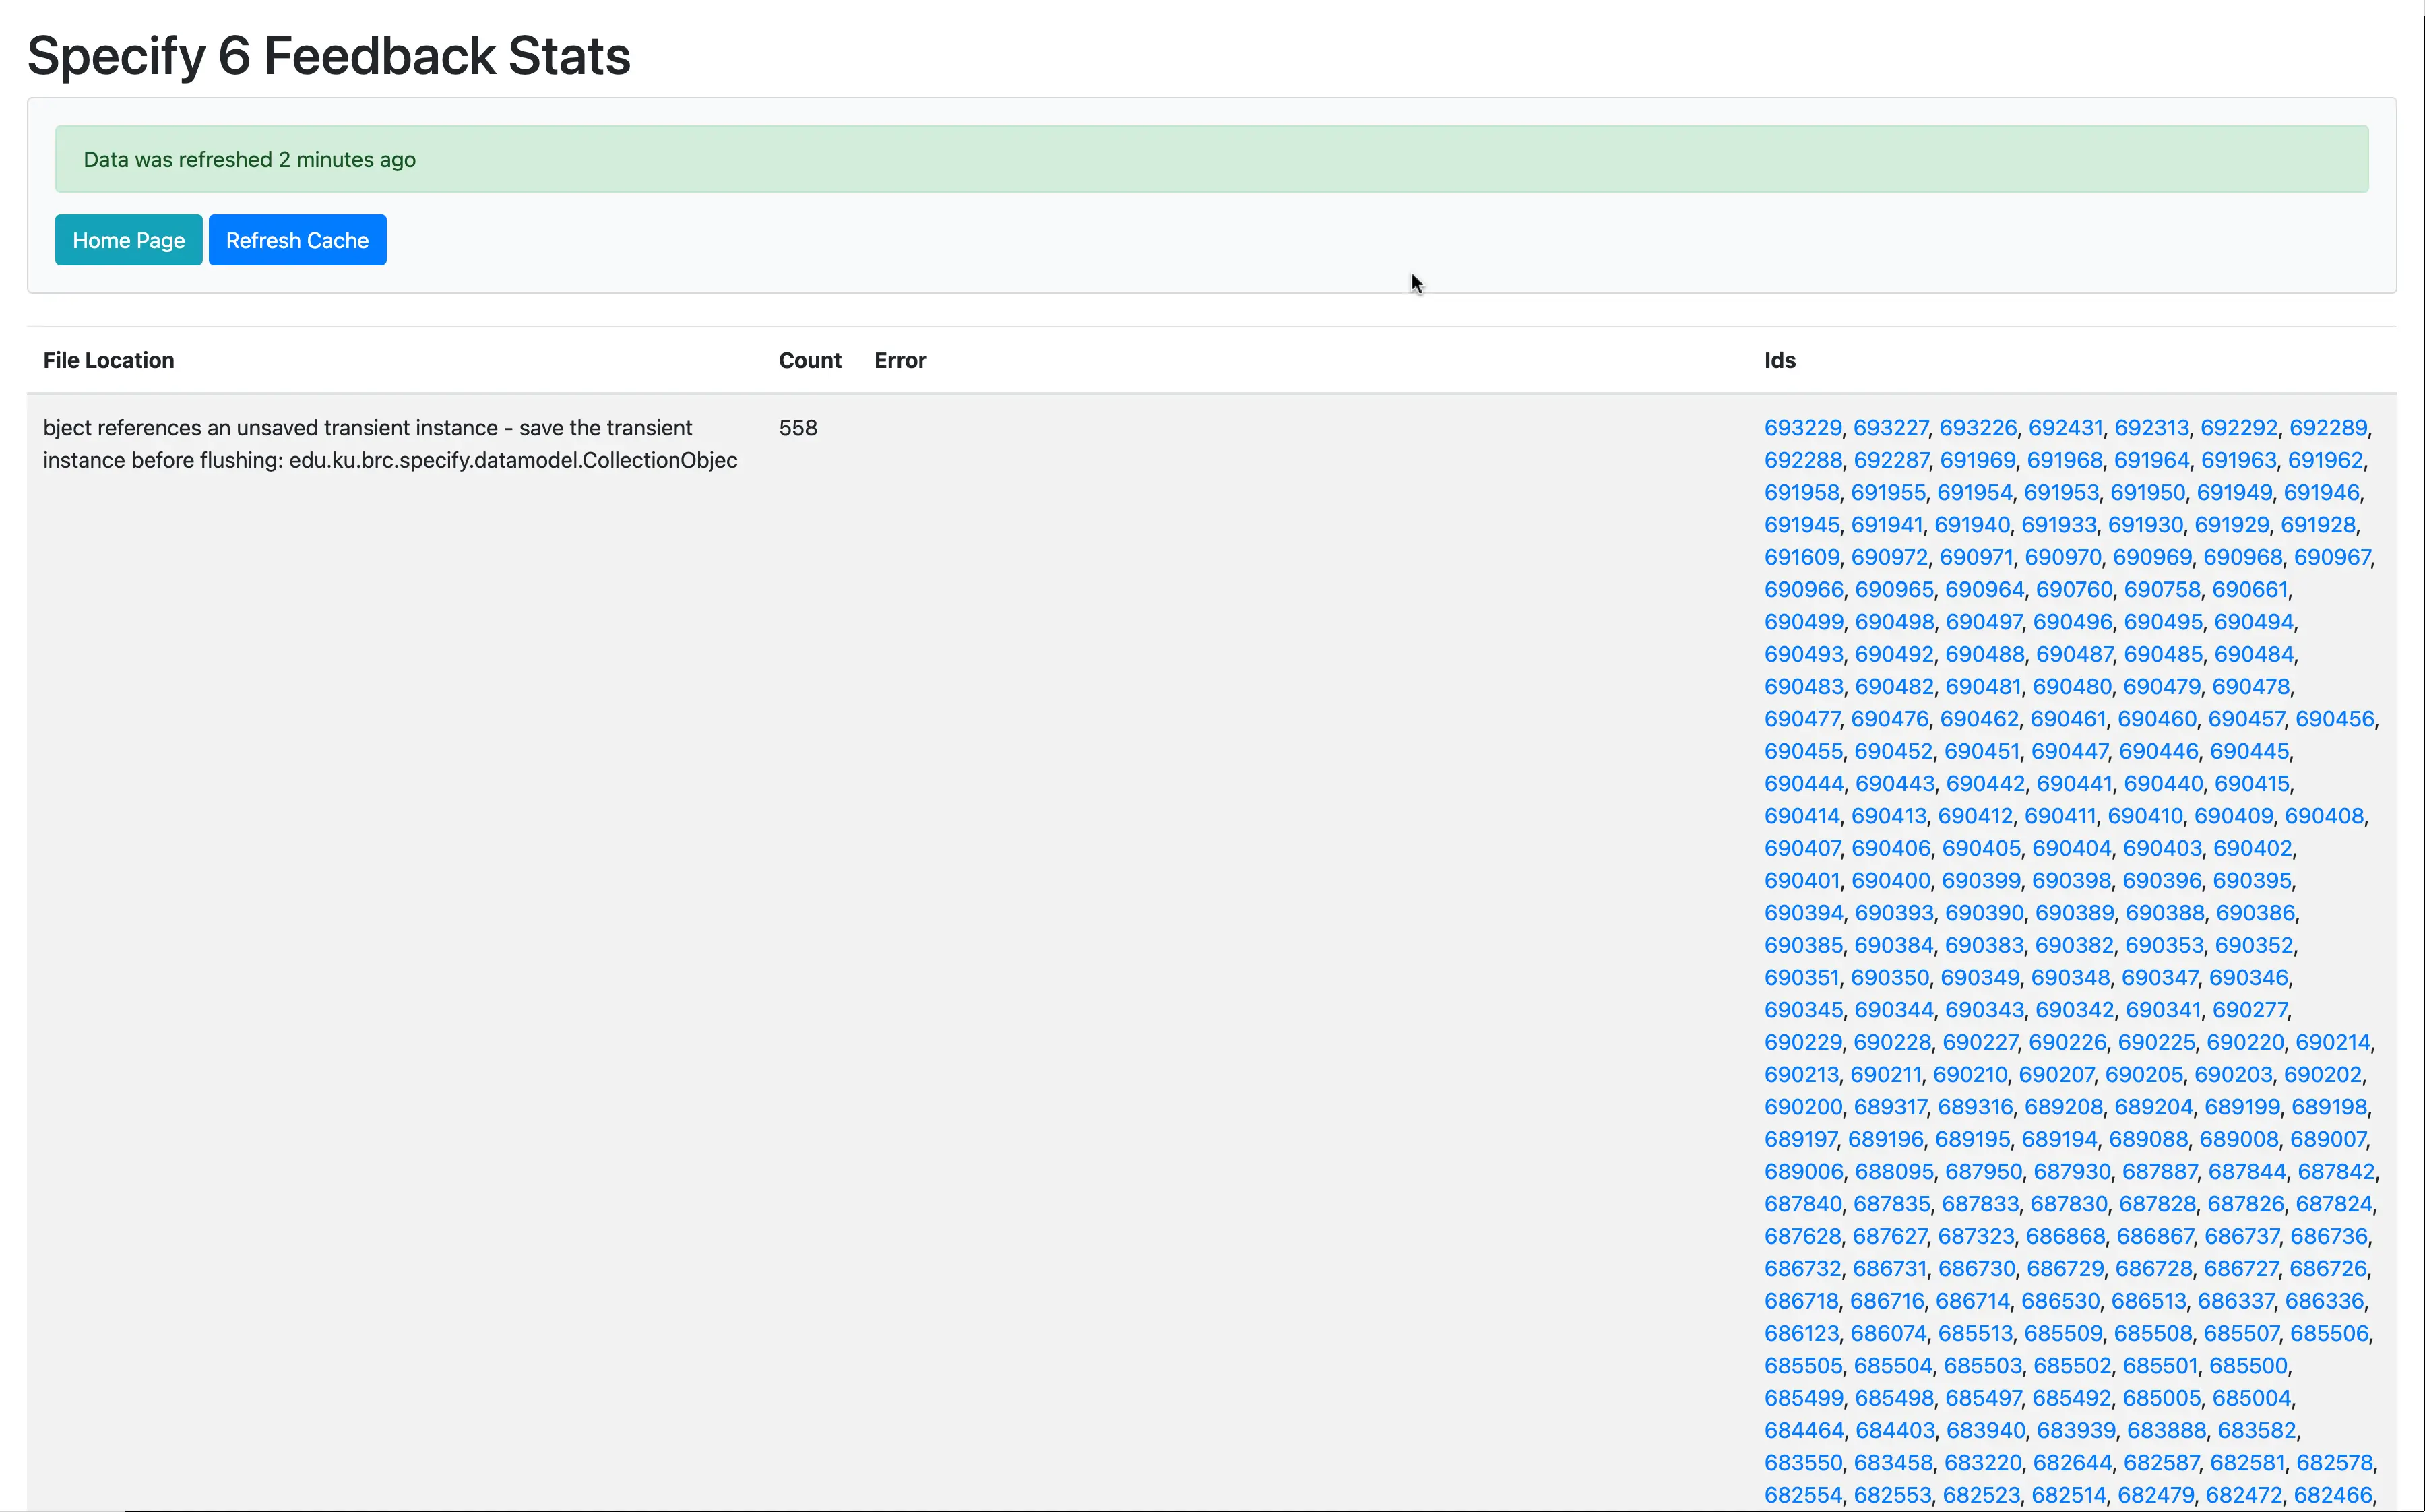 Specify 6 Feedback Stats
Data was refreshed 2 minutes ago
Home Page Refresh Cache
File Location Count Error Ids
bject references an unsaved transient instance - save the transient 558 693229, 693227, 693226, 692431, 692313, 692292, 692289,
instance before flushing: edu.ku.brc.specify.datamodel.CollectionObjec 692288, 692287, 691969, 691968, 691964, 691963, 691962,
691958, 691955, 691954, 691953, 691950, 691949, 691946,
691945, 691941, 691940, 691933, 691930, 691929, 691928,
691609, 690972, 690971, 690970, 690969, 690968, 690967,
690966, 690965, 690964, 690760, 690758, 690661,
690499, 690498, 690497, 690496, 690495, 690494,
690493, 690492, 690488, 690487, 690485, 690484,
690483, 690482, 690481, 690480, 690479, 690478,
690477, 690476, 690462, 690461, 690460, 690457, 690456,
690455, 690452, 690451, 690447, 690446, 690445,
690444, 690443, 690442, 690441, 690440, 690415,
690414, 690413, 690412, 690411, 690410, 690409, 690408,
690407, 690406, 690405, 690404, 690403, 690402,
690401, 690400, 690399, 690398, 690396, 690395,
690394, 690393, 690390, 690389, 690388, 690386,
690385, 690384, 690383, 690382, 690353, 690352,
690351, 690350, 690349, 690348, 690347, 690346,
690345, 690344, 690343, 690342, 690341, 690277,
690229, 690228, 690227, 690226, 690225, 690220, 690214,
690213, 690211, 690210, 690207, 690205, 690203, 690202,
690200, 689317, 689316, 689208, 689204, 689199, 689198,
689197, 689196, 689195, 689194, 689088, 689008, 689007,
689006, 688095, 687950, 687930, 687887, 687844, 687842,
687840, 687835, 687833, 687830, 687828, 687826, 687824,
687628, 687627, 687323, 686868, 686867, 686737, 686736,
686732, 686731, 686730, 686729, 686728, 686727, 686726,
686718, 686716, 686714, 686530, 686513, 686337, 686336,
686123, 686074, 685513, 685509, 685508, 685507, 685506,
685505, 685504, 685503, 685502, 685501, 685500,
685499, 685498, 685497, 685492, 685005, 685004,
684464, 684403, 683940, 683939, 683888, 683582,
683550, 683458, 683220, 682644, 682587, 682581, 682578,
682554, 682553, 682523, 682514, 682479, 682472, 682466,